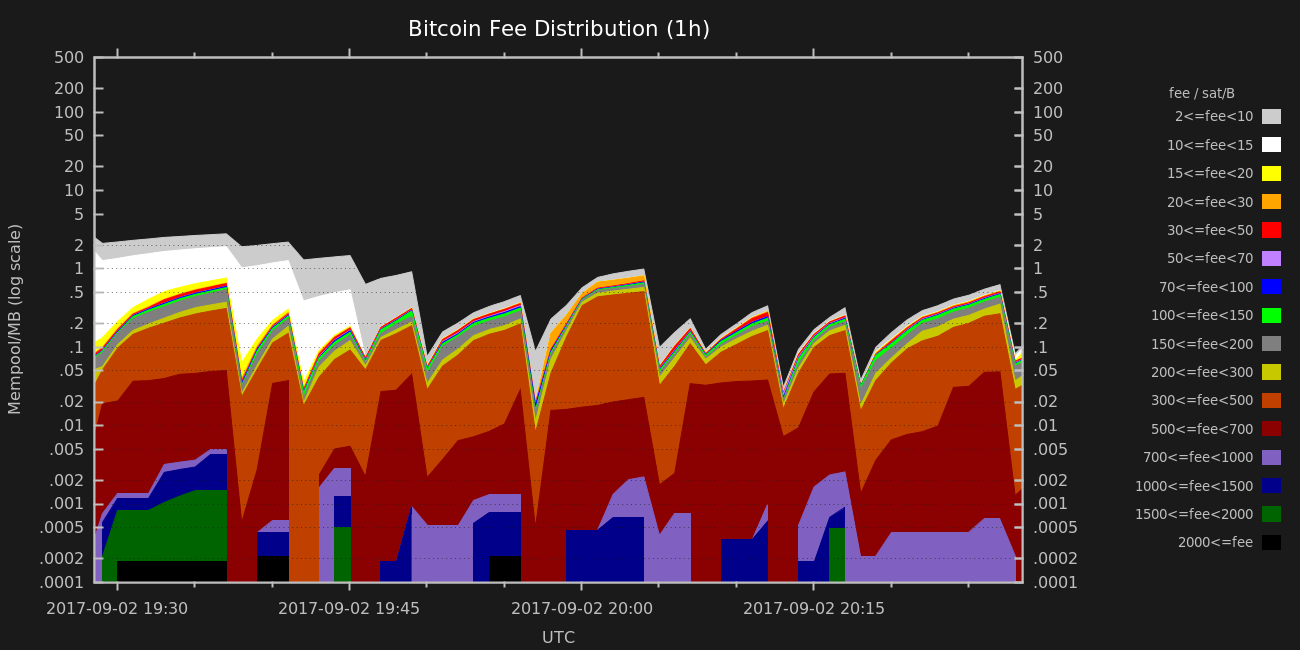 Bitcoin Fee Distribution (1h)
500
200
100
50
20
10
5
2
1
.5
.2
.1
.05
.02
.01
.005
.002
.001
.0005
.0002
.0001
Mempool/MB (log scale)
500
200
100
50
20
10
5
2
1
.5
.2
.1
.05
.02
.01
.005
.002
.001
.0005
.0002
.0001
2017-09-02 19:30
2017-09-02 19:45
2017-09-02 20:00
2017-09-02 20:15
UTC
fee / sat/B
2<=fee<10
10<=fee<15
15<=fee<20
20<=fee<30
30<=fee<50
50<=fee<70
70<=fee<100
100<=fee<150
150<=fee<200
200<=fee<300
300<=fee<500
500<=fee<700
700<=fee<1000
1000<=fee<1500
1500<=fee<2000
2000<=fee